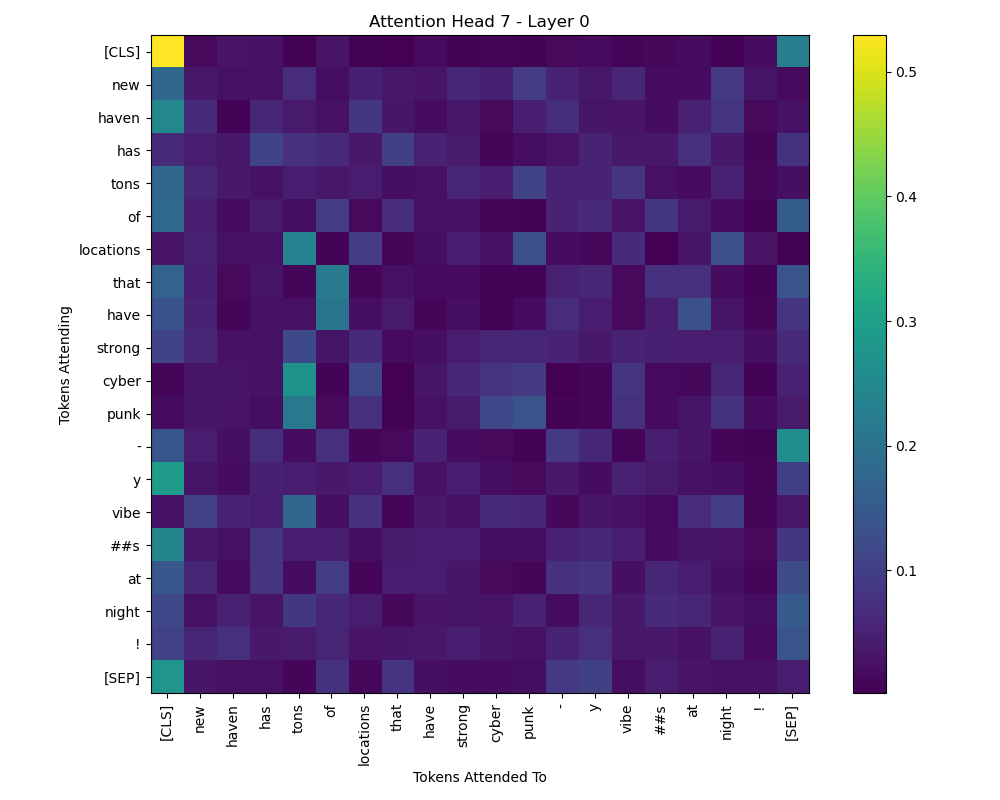 Attention Head 7 - Layer 0
[CLS]
new
haven
has
tons
of
locations
that
have
strong
cyber
punk
-
y
vibe
##s
at
night
!
[SEP]
Tokens Attending
[CLS]
new
haven
has
tons
of
locations
that
have
strong
cyber
punk
-
y
vibe
##s
at
night
!
[SEP]
Tokens Attended To
0.5
0.4
0.3
0.2
0.1